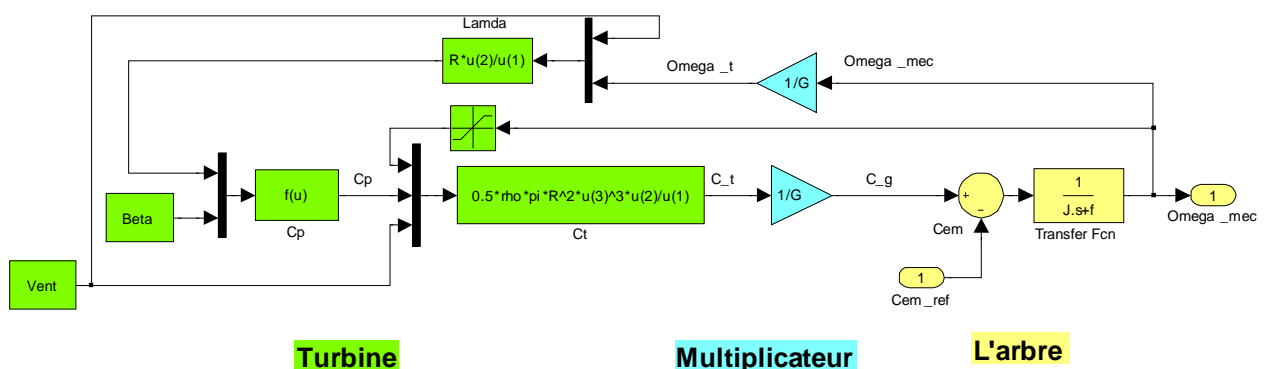 Lamda
R*u(2)/u(1)
Omega _t
1/G
Omega _mec
Beta
f(u)
Cp
Cp
0.5*rho*pi*R^2*u(3)^3*u(2)/u(1)
Ct
C_t
1/G
C_g
+
−
Cem
1
J.s+f
Transfer Fcn
1
Omega _mec
Vent
1
Cem _ref
Turbine
Multiplicateur
L'arbre